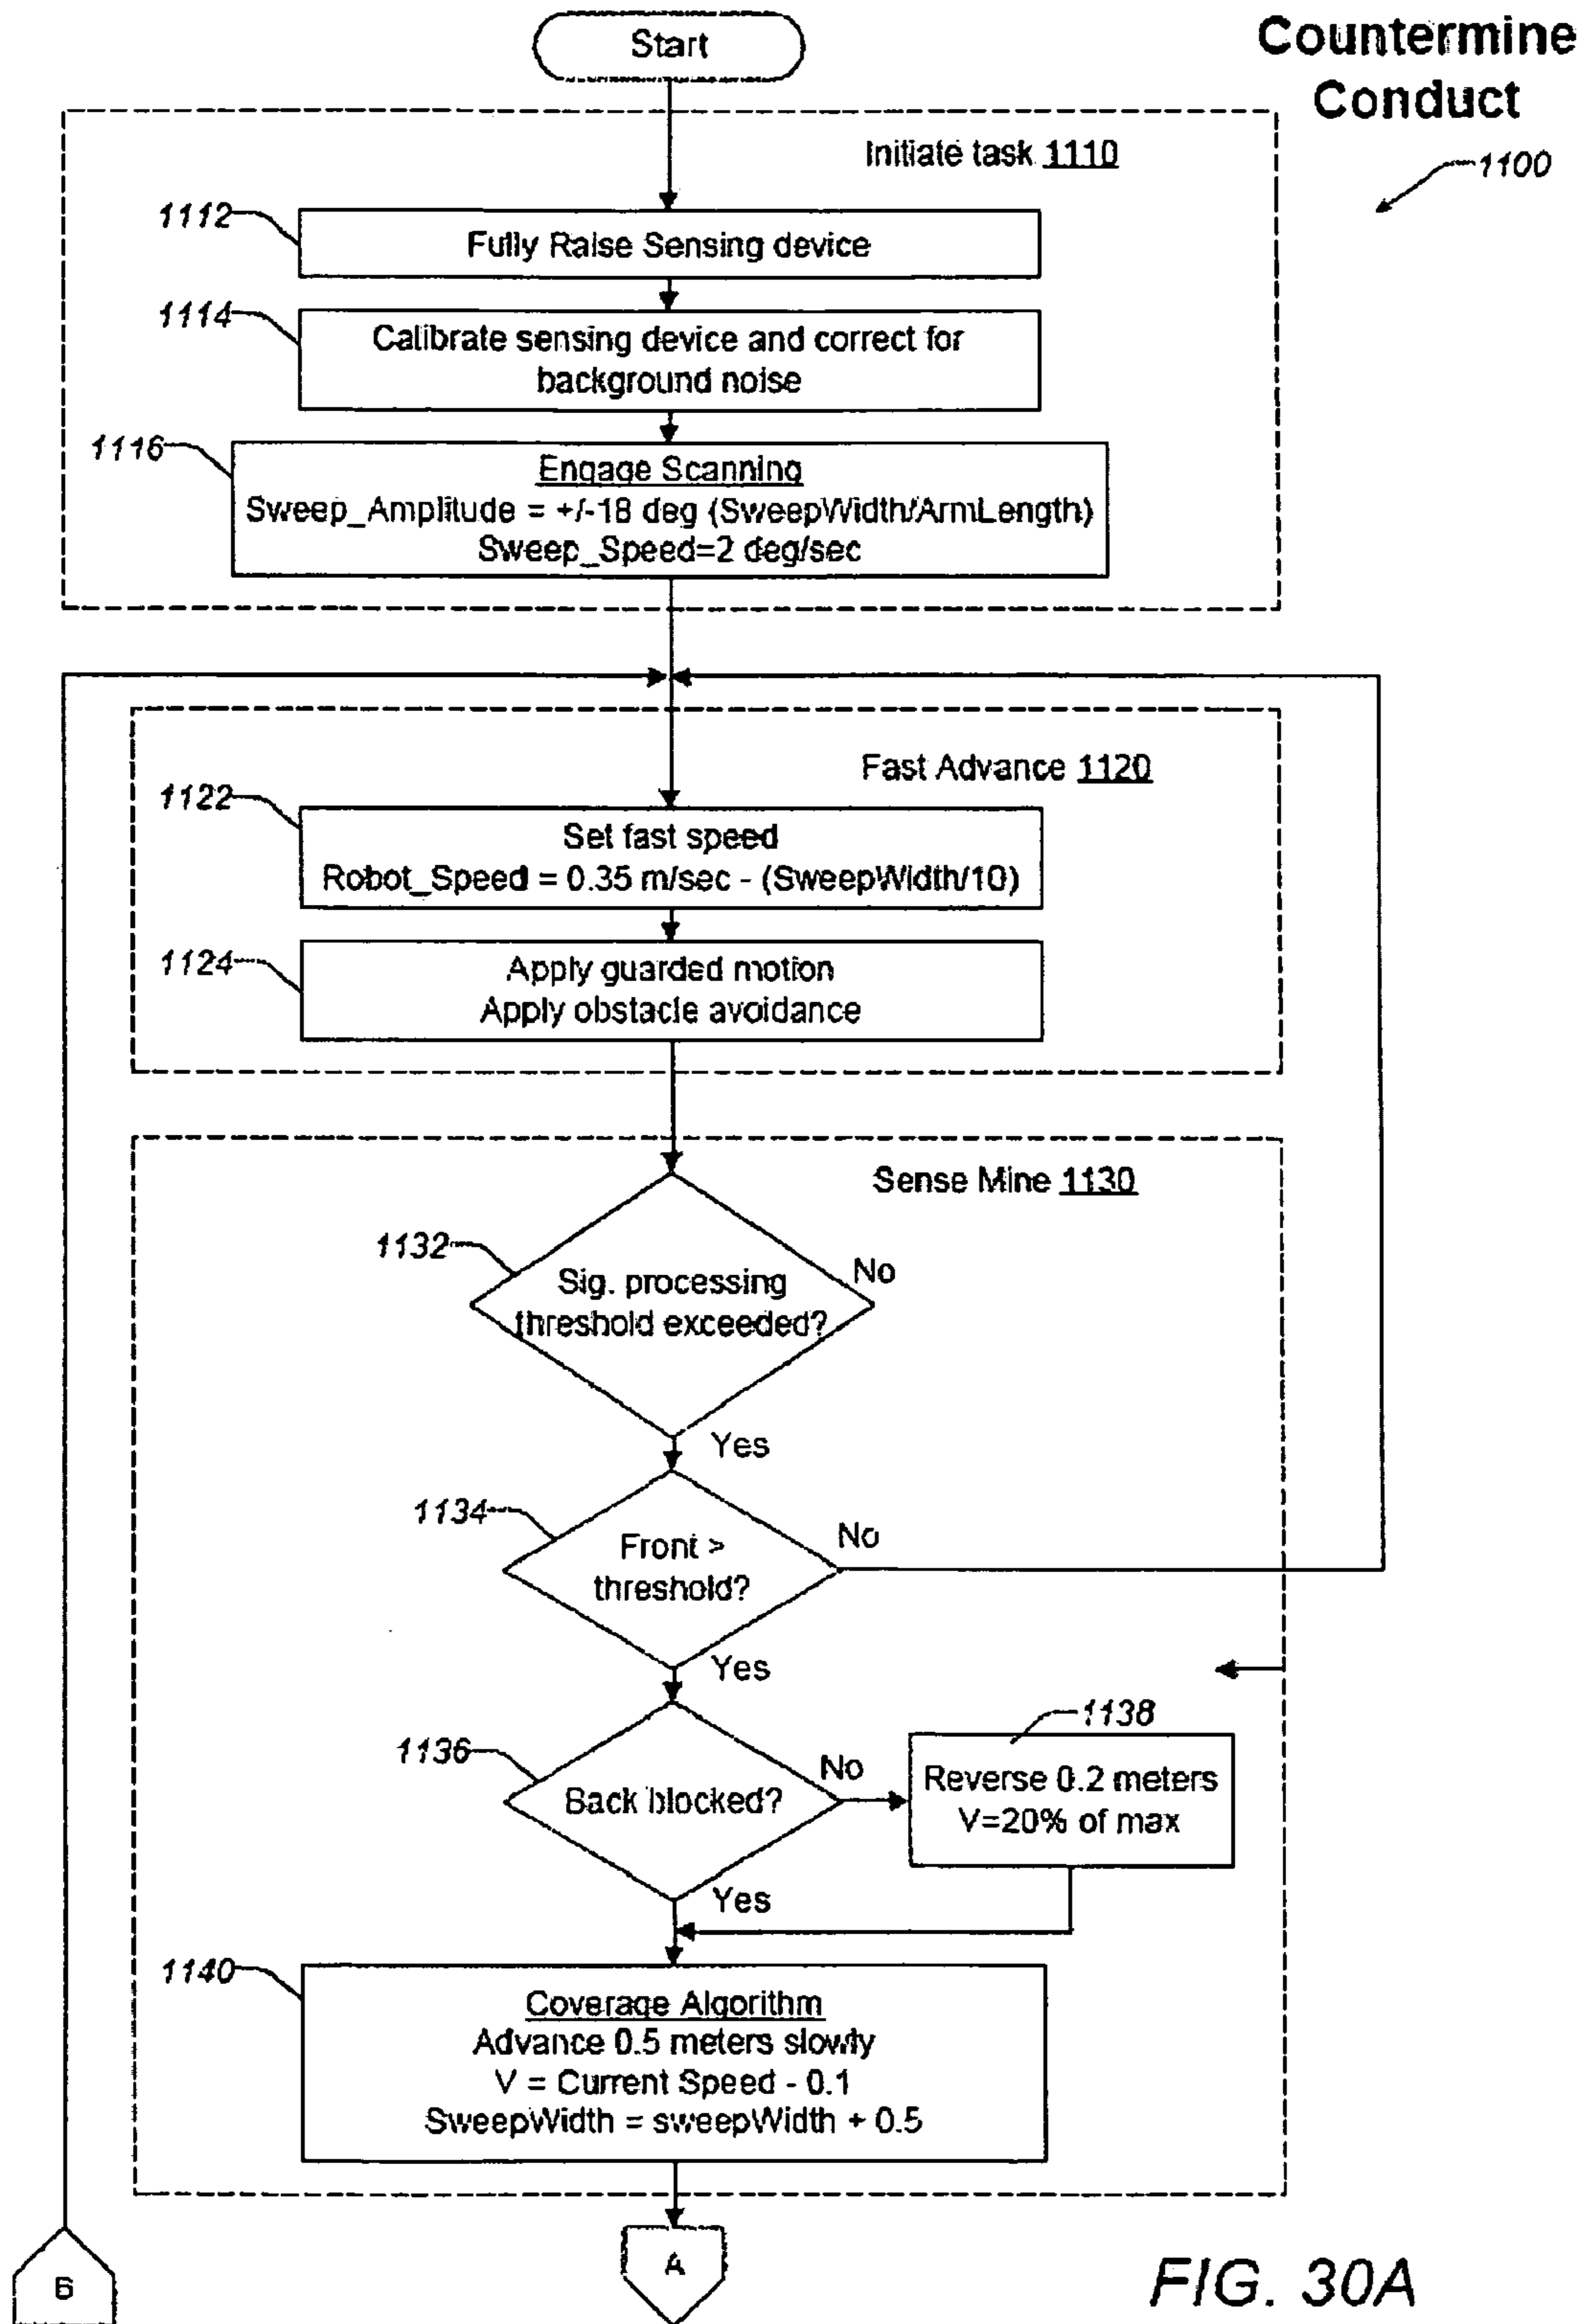 Start
Countermine
Conduct
1100
Initiate task 1110
1112
Fully Raise Sensing device
1114
Calibrate sensing device and correct for
background noise
1116
Engage Scanning
Sweep_Amplitude = +/-18 deg (SweepWidth/ArmLength)
Sweep_Speed=2 deg/sec
Fast Advance 1120
1122
Set fast speed
Robot_Speed = 0.35 m/sec - (SweepWidth/10)
1124
Apply guarded motion
Apply obstacle avoidance
Sense Mine 1130
1132
Sig. processing
threshold exceeded?
No
Yes
1134
Front >
threshold?
No
Yes
1136
Back blocked?
No
1138
Reverse 0.2 meters
V=20% of max
Yes
1140
Coverage Algorithm
Advance 0.5 meters slowly
V = Current Speed - 0.1
SweepWidth = sweepWidth + 0.5
B
A
FIG. 30A